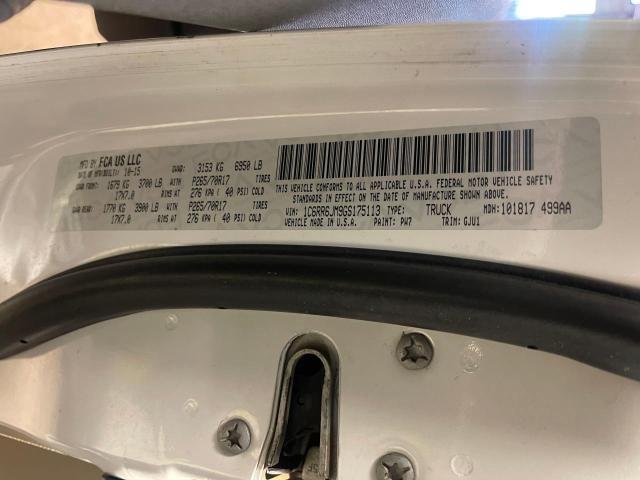 MFD BY: FCA US LLC
DATE OF MFR(BUILT): 10-15 GVWR: 3153 KG 6950 LB
GAWR FRONT: 1679 KG 3700 LB WITH P265/70R17 TIRES
17X7.0 RIMS AT 276 KPA ( 40 PSI) COLD
GAWR REAR: 1770 KG 3900 LB WITH P265/70R17 TIRES
17X7.0 RIMS AT 276 KPA ( 40 PSI) COLD
THIS VEHICLE CONFORMS TO ALL APPLICABLE U.S.A. FEDERAL MOTOR VEHICLE SAFETY
STANDARDS IN EFFECT ON THE DATE OF MANUFACTURE SHOWN ABOVE.
VIN: 1C6RR6JM9GS175113 TYPE: TRUCK MDH: 101817 499AA
VEHICLE MADE IN U.S.A. PAINT: PW7 TRIM: GJU1